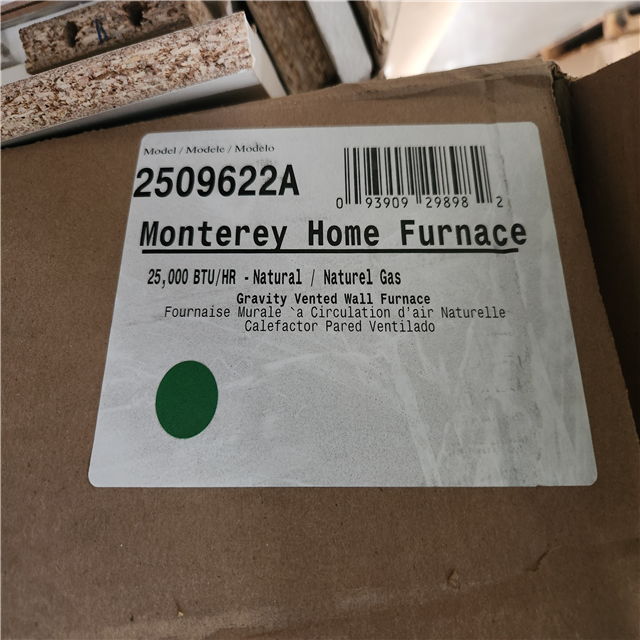 Model / Modele / Modelo
2509622A
0 93909 29898 2
Monterey Home Furnace
25,000 BTU/HR - Natural / Naturel Gas
Gravity Vented Wall Furnace
Fournaise Murale `a Circulation d'air Naturelle
Calefactor Pared Ventilado